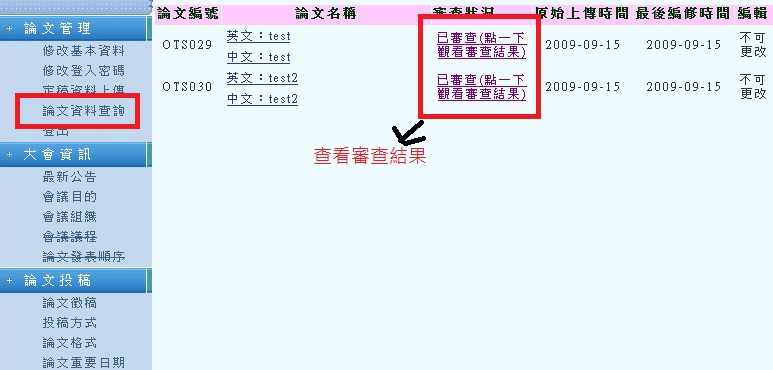 論文管理
修改基本資料
修改登入密碼
定稿資料上傳
論文資料查詢
登出
大會資訊
最新公告
會議目的
會議組織
會議議程
論文發表順序
論文投稿
論文徵稿
投稿方式
論文格式
論文重要日期
論文編號 論文名稱 審查狀況 原始上傳時間 最後編修時間 編輯
OTS029
英文：test
中文：test
已審查(點一下
觀看審查結果)
2009-09-15
2009-09-15
不可
更改
OTS030
英文：test2
中文：test2
已審查(點一下
觀看審查結果)
2009-09-15
2009-09-15
不可
更改
查看審查結果